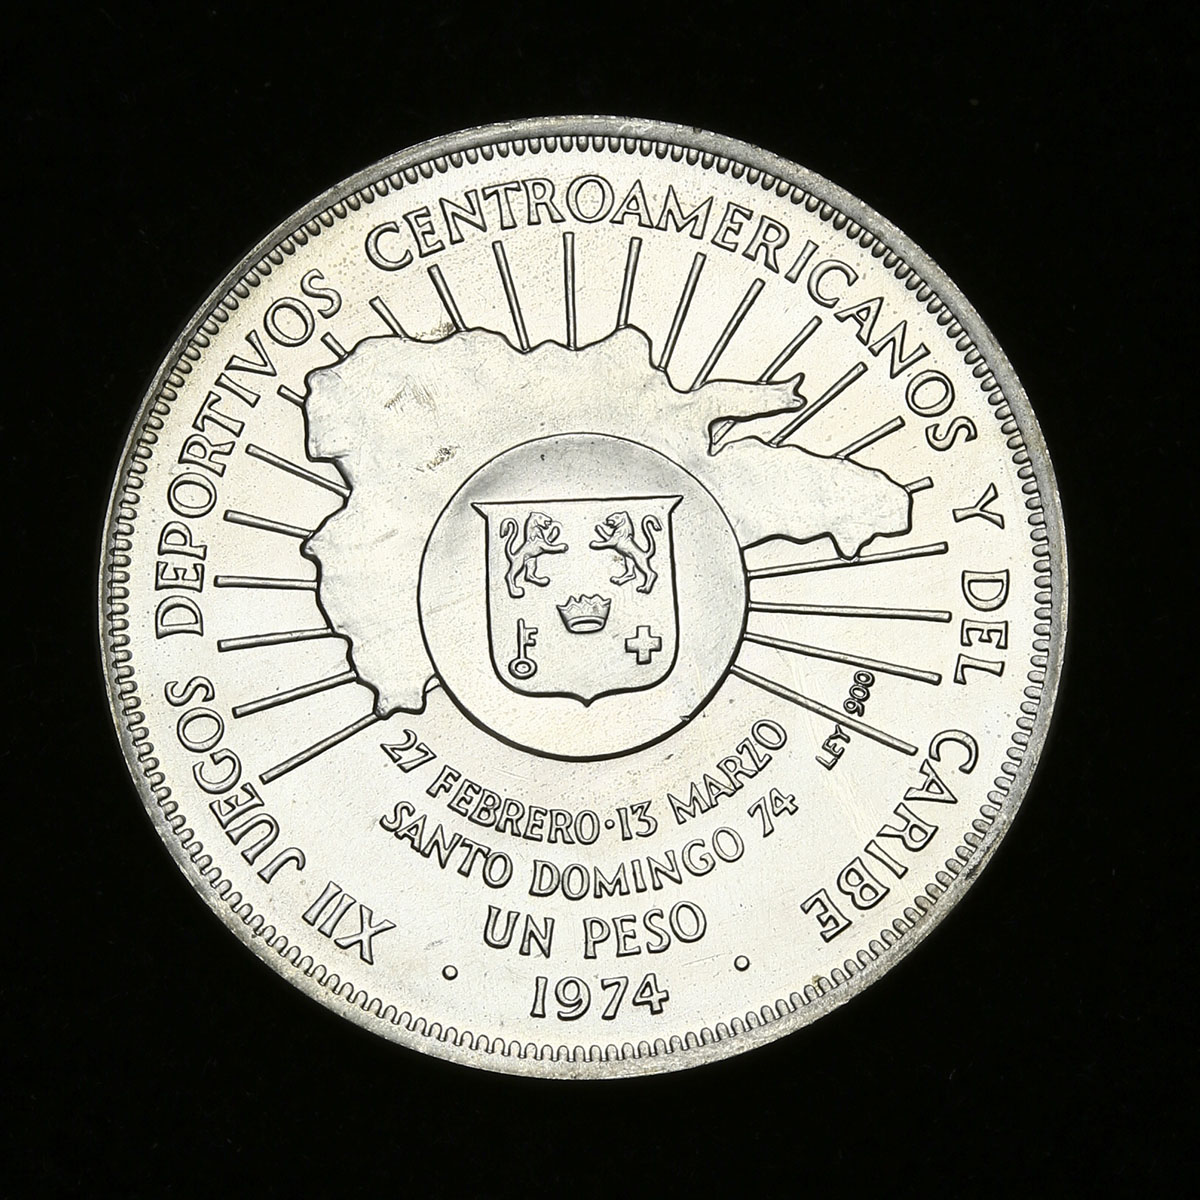 XII JUEGOS DEPORTIVOS CENTROAMERICANOS Y DEL CARIBE
LEY 900
27 FEBRERO · 13 MARZO
SANTO DOMINGO 74
UN PESO
· 1974 ·